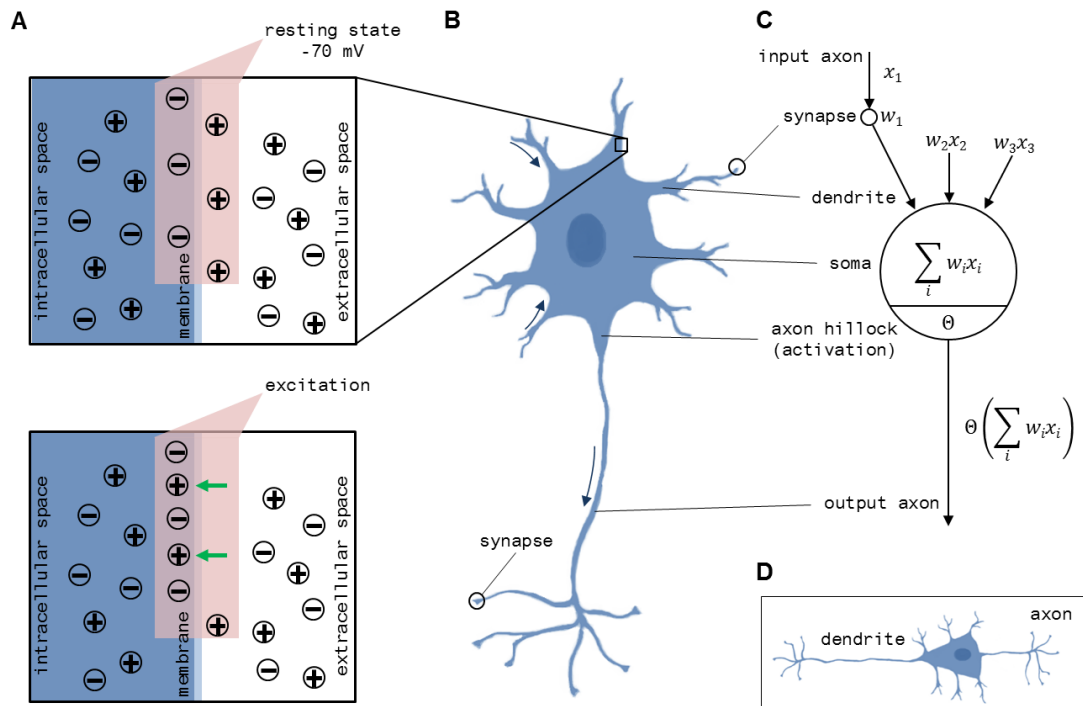 A
resting state
-70 mV
intracellular space
membrane
extracellular space
excitation
intracellular space
membrane
extracellular space
B
synapse
dendrite
soma
axon hillock
(activation)
output axon
synapse
C
input axon
x₁
w₁
w₂x₂
w₃x₃
∑ᵢ wᵢxᵢ
Θ
Θ(∑ᵢ wᵢxᵢ)
D
dendrite
axon